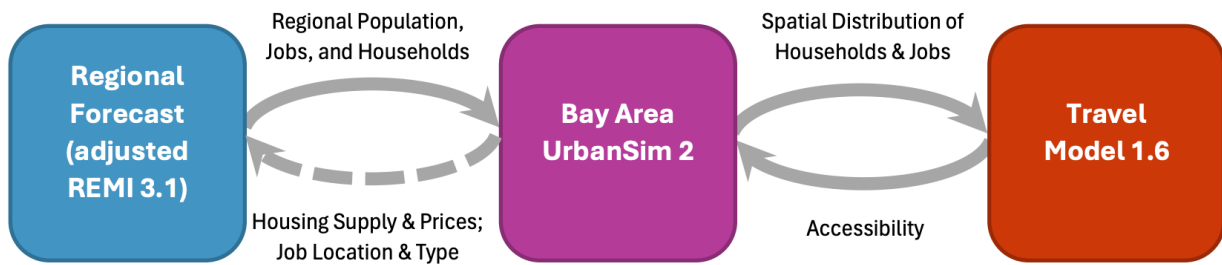 Regional
Forecast
(adjusted
REMI 3.1)
Regional Population,
Jobs, and Households
Housing Supply & Prices;
Job Location & Type
Bay Area
UrbanSim 2
Spatial Distribution of
Households & Jobs
Accessibility
Travel
Model 1.6